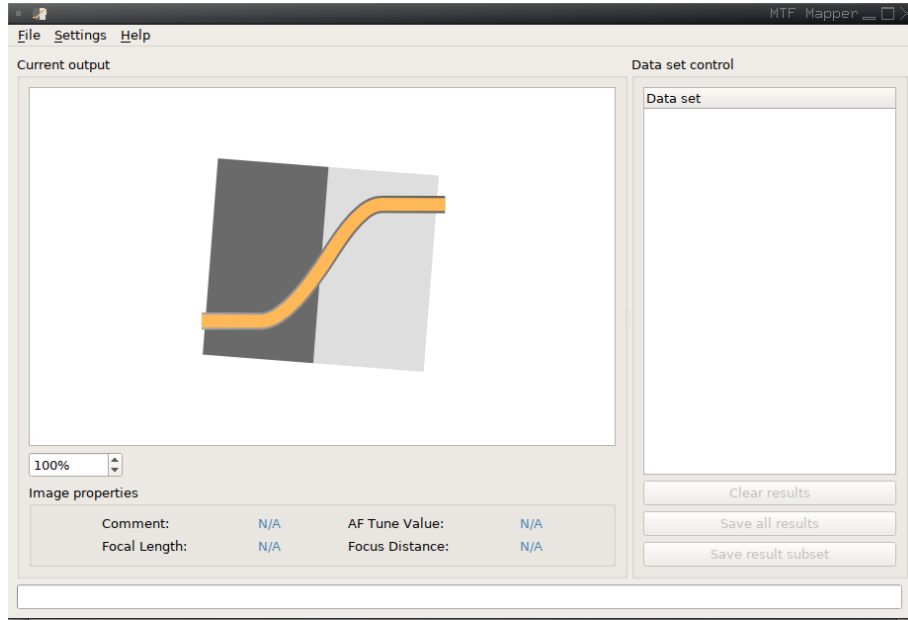 MTF Mapper
File Settings Help
Current output
Data set control
Data set
100%
Image properties
Comment: N/A AF Tune Value: N/A
Focal Length: N/A Focus Distance: N/A
Clear results
Save all results
Save result subset